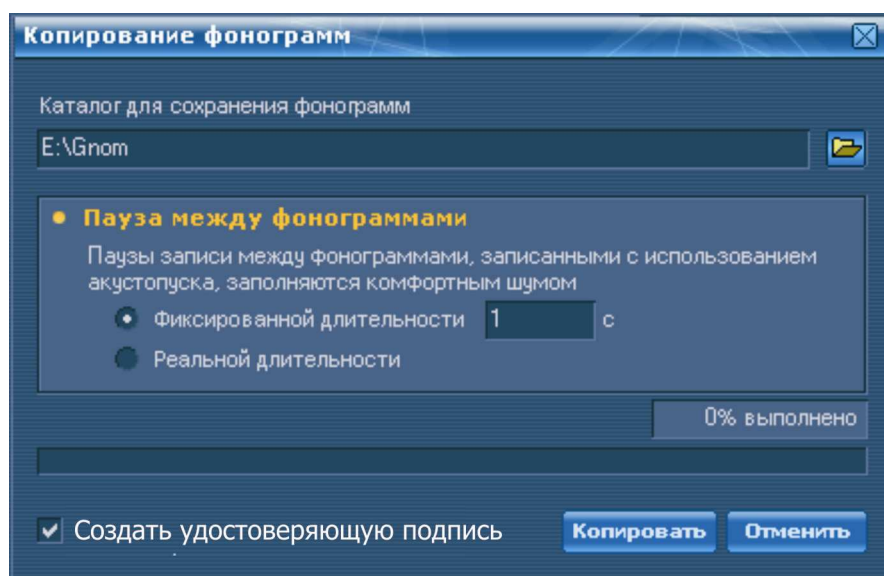 Копирование фонограмм
Каталог для сохранения фонограмм
E:\Gnom
Пауза между фонограммами
Паузы записи между фонограммами, записанными с использованием
акустопуска, заполняются комфортным шумом
Фиксированной длительности 1 с
Реальной длительности
0% выполнено
Создать удостоверяющую подпись Копировать Отменить